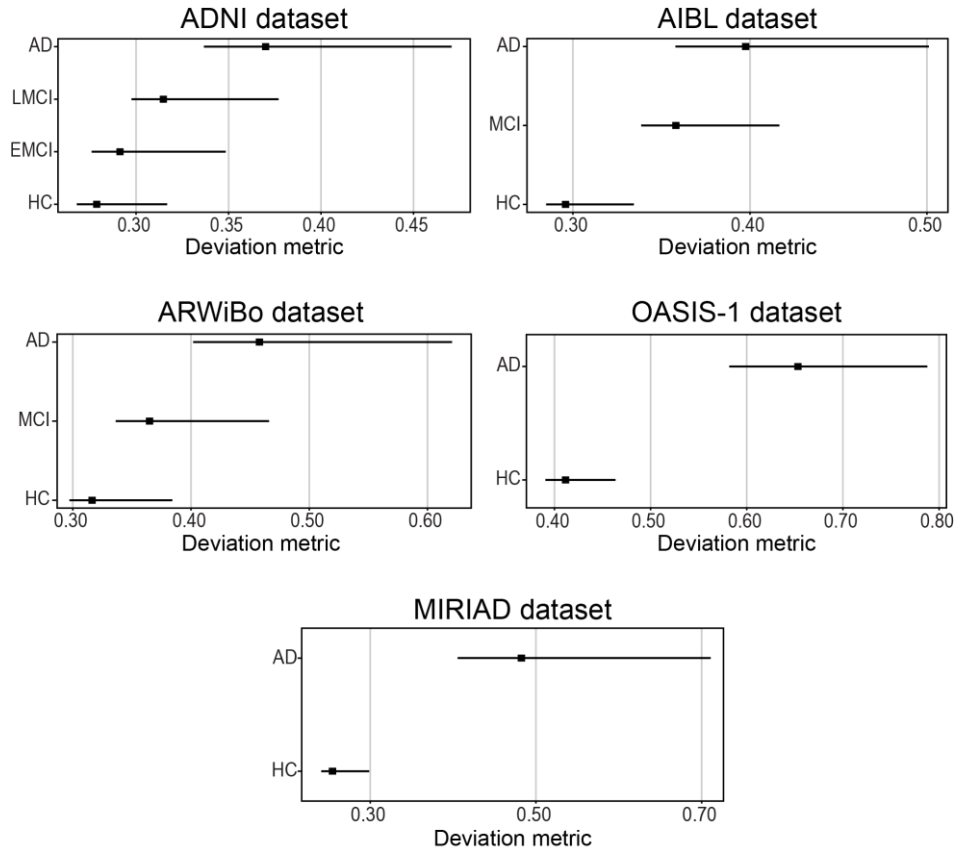 ADNI dataset
AD
LMCI
EMCI
HC
0.30 0.35 0.40 0.45
Deviation metric
AIBL dataset
AD
MCI
HC
0.30 0.40 0.50
Deviation metric
ARWiBo dataset
AD
MCI
HC
0.30 0.40 0.50 0.60
Deviation metric
OASIS-1 dataset
AD
HC
0.40 0.50 0.60 0.70 0.80
Deviation metric
MIRIAD dataset
AD
HC
0.30 0.50 0.70
Deviation metric